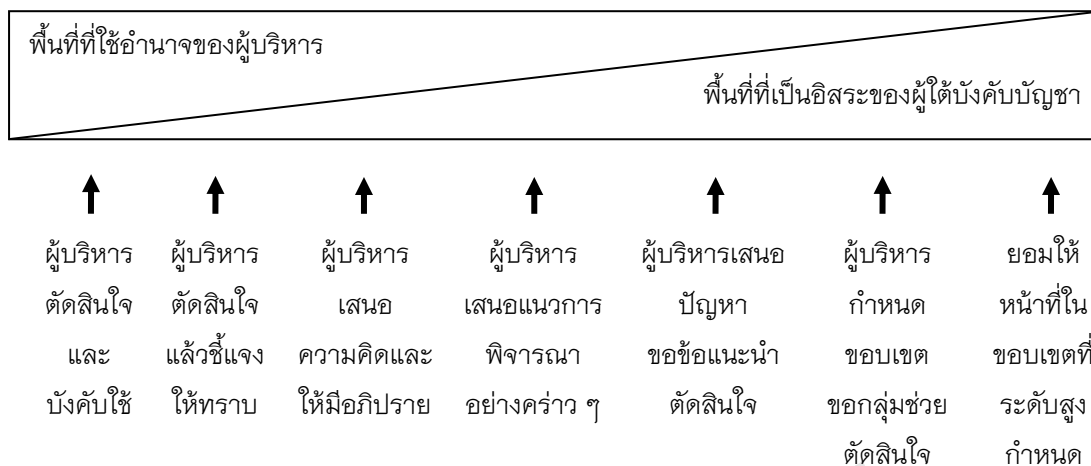 พื้นที่ที่ใช้อำนาจของผู้บริหาร
พื้นที่ที่เป็นอิสระของผู้ใต้บังคับบัญชา
ผู้บริหาร
ตัดสินใจ
และ
บังคับใช้
ผู้บริหาร
ตัดสินใจ
แล้วชี้แจง
ให้ทราบ
ผู้บริหาร
เสนอ
ความคิดและ
ให้มีอภิปราย
ผู้บริหาร
เสนอแนวการ
พิจารณา
อย่างคร่าว ๆ
ผู้บริหารเสนอ
ปัญหา
ขอข้อแนะนำ
ตัดสินใจ
ผู้บริหาร
กำหนด
ขอบเขต
ขอกลุ่มช่วย
ตัดสินใจ
ยอมให้
หน้าที่ใน
ขอบเขตที่
ระดับสูง
กำหนด